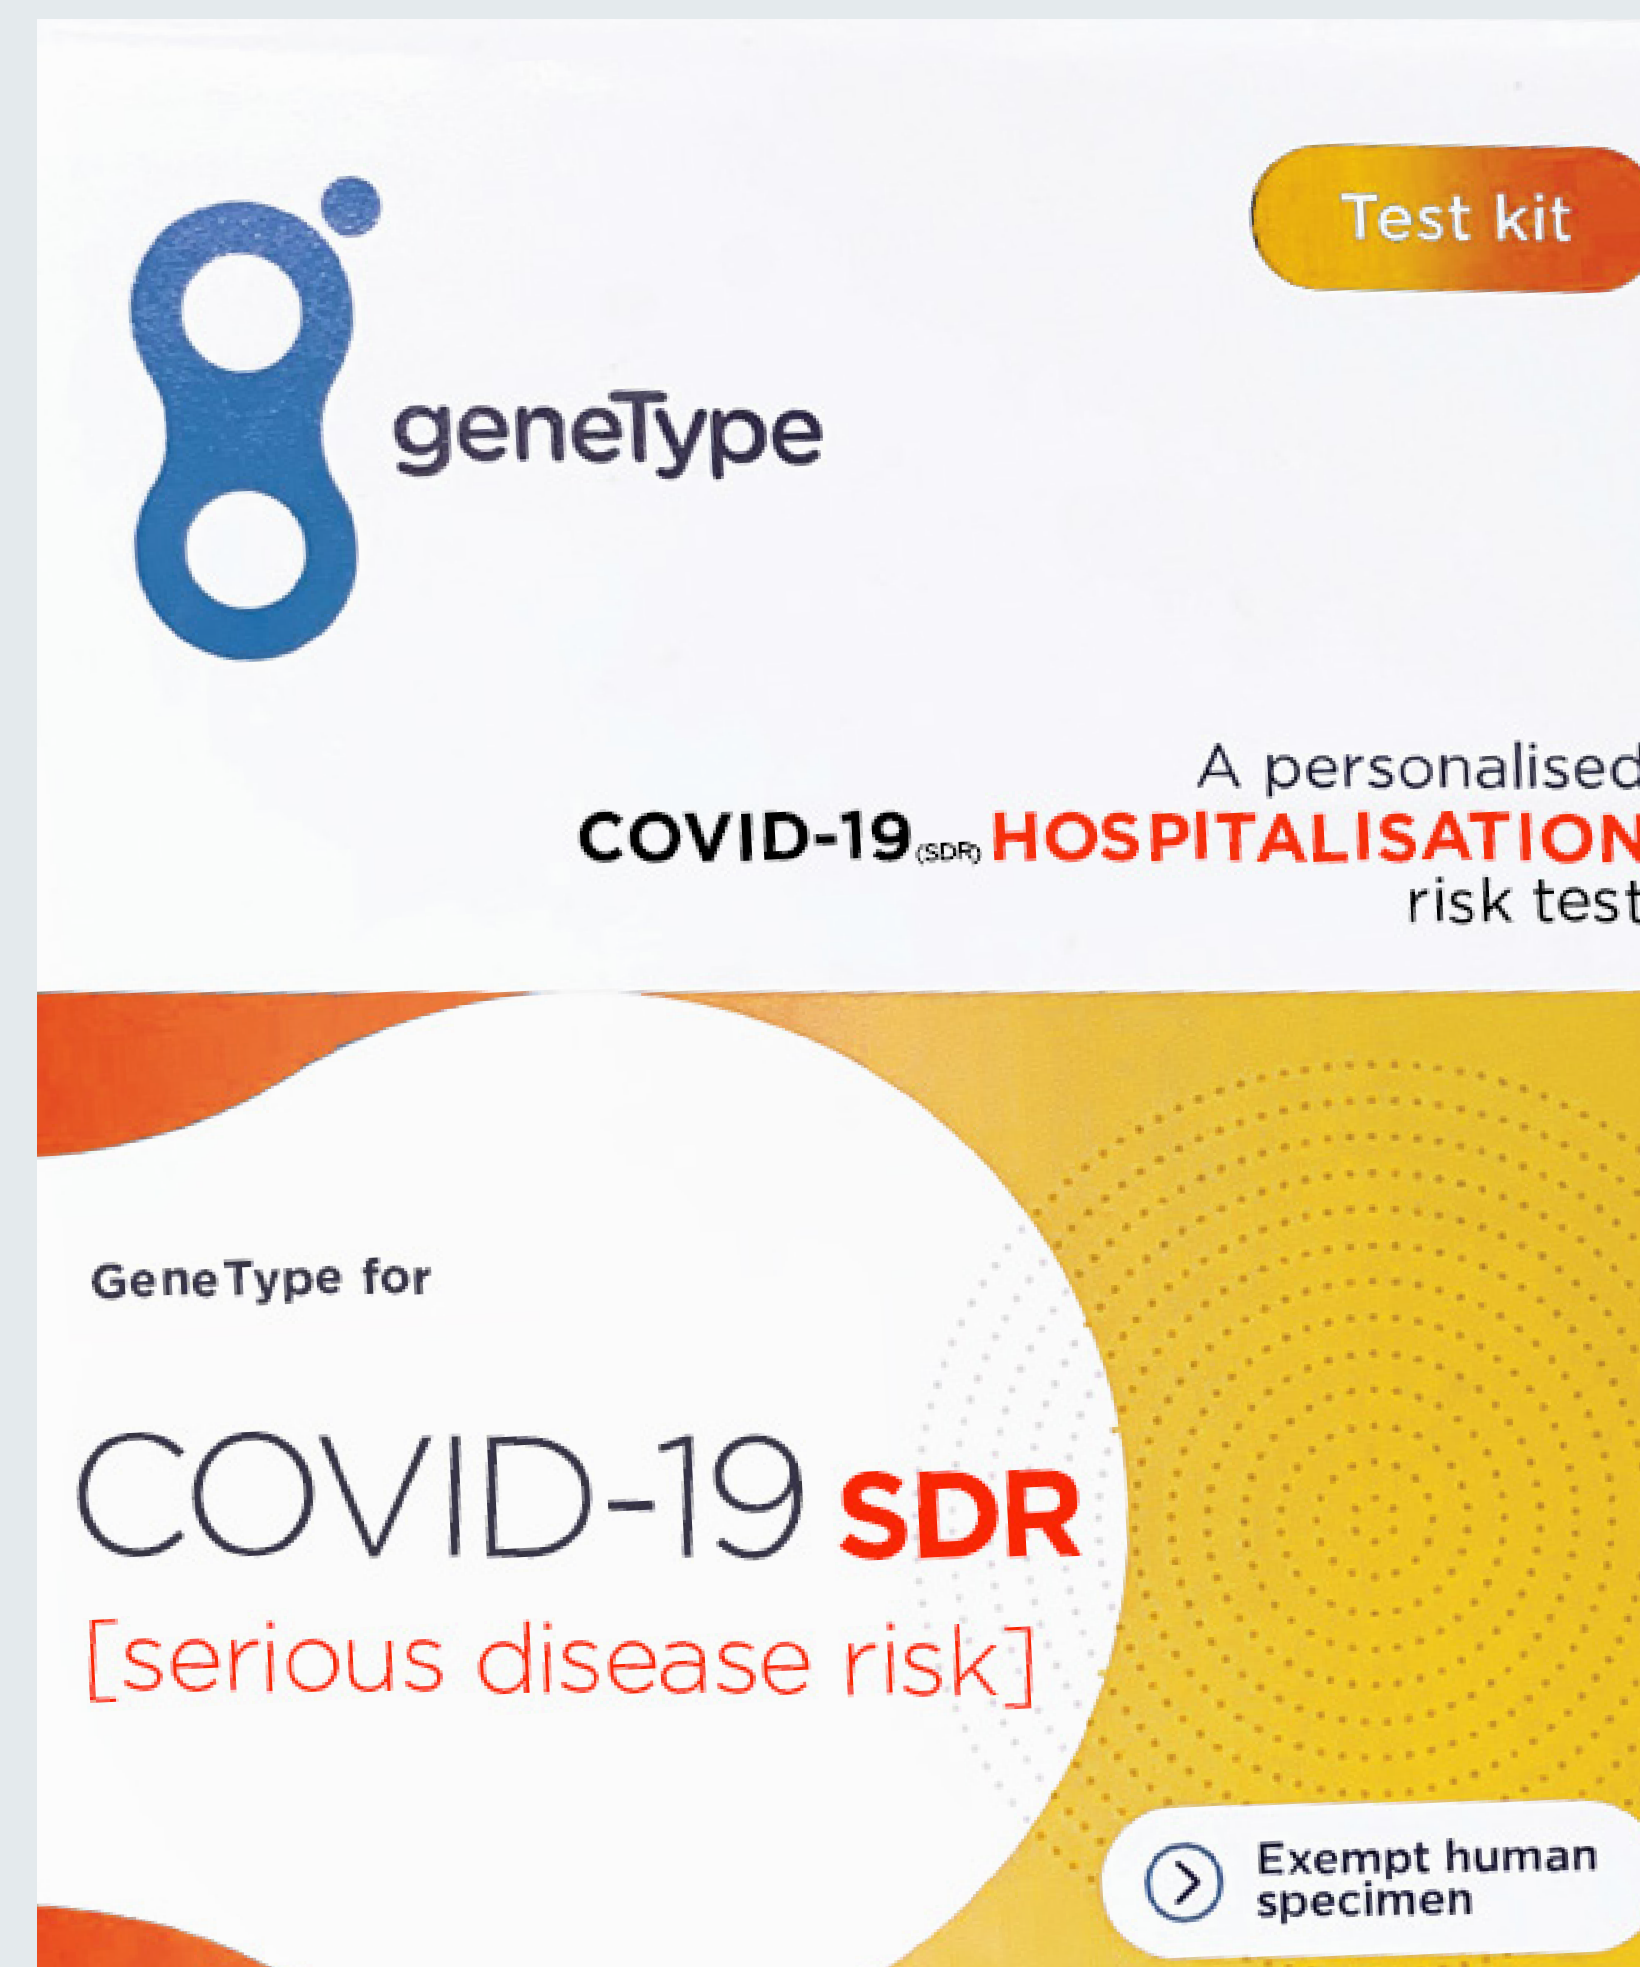 Test kit
geneType
A personalised
COVID-19 (SDR) HOSPITALISATION
risk test
GeneType for
COVID-19 SDR
[serious disease risk]
Exempt human
specimen